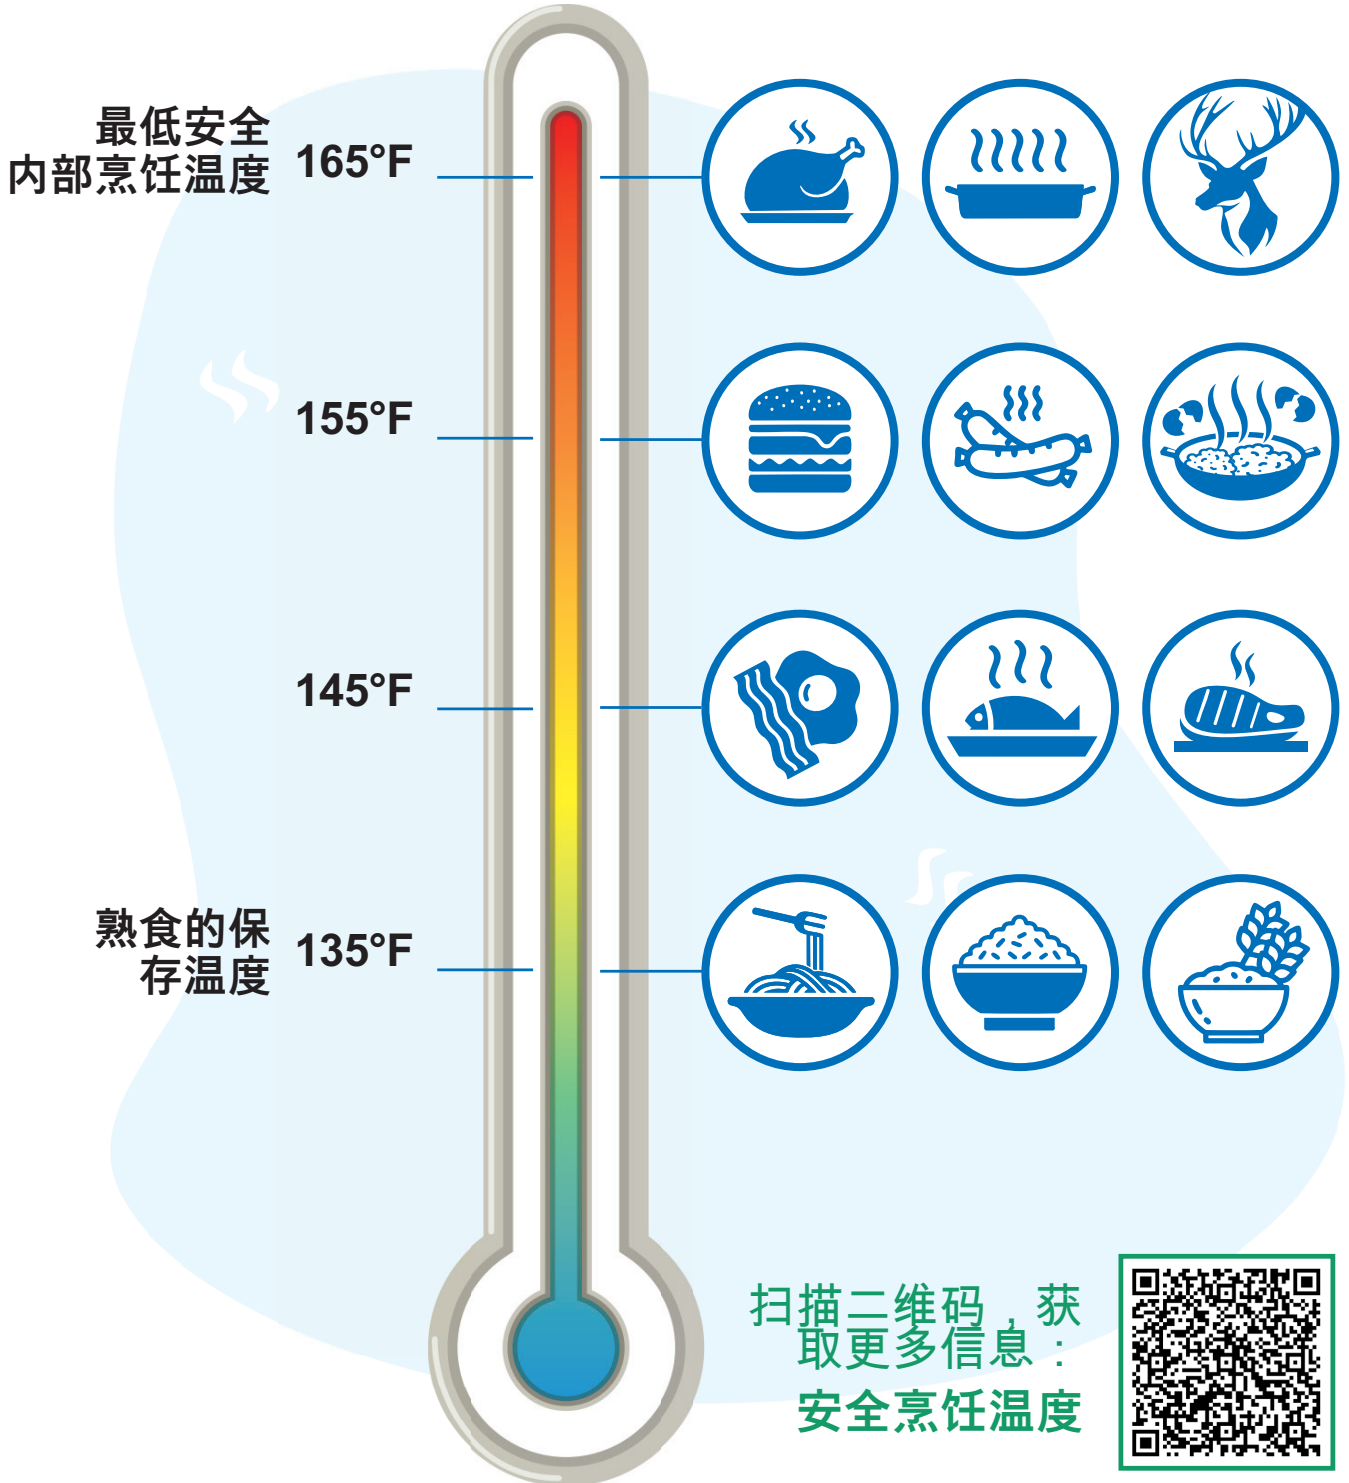 最低安全
内部烹饪温度
165°F
155°F
145°F
熟食的保
存温度
135°F
扫描二维码，获
取更多信息：
安全烹饪温度